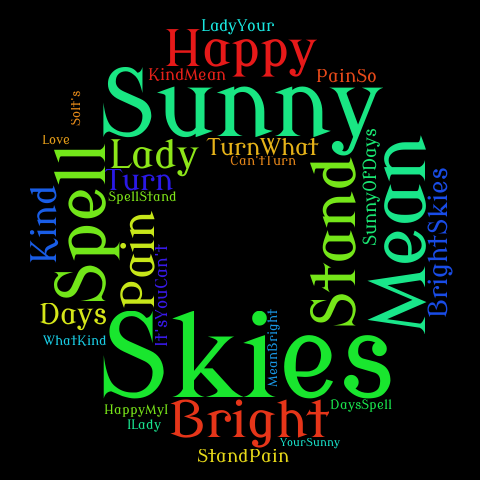 LadyYour
Happy
KindMean
PainSo
Sunny
SoIt's
Love
Lady
TurnWhat
Can'tTurn
Turn
SpellStand
Spell
Kind
Pain
It'sYouCan't
Stand
SunnyOFDays
Mean
BrightSkies
Days
WhatKind
Skies
MeanBright
HappyMyI
ILady
Bright
DaysSpell
YourSunny
StandPain